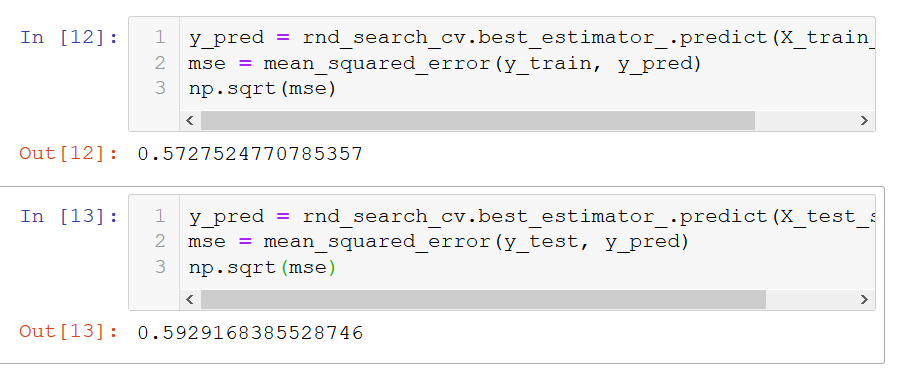 In [12]:
1 y_pred = rnd_search_cv.best_estimator_.predict(X_train_
2 mse = mean_squared_error(y_train, y_pred)
3 np.sqrt(mse)
Out[12]: 0.5727524770785357
In [13]:
1 y_pred = rnd_search_cv.best_estimator_.predict(X_test_s
2 mse = mean_squared_error(y_test, y_pred)
3 np.sqrt(mse)
Out[13]: 0.5929168385528746